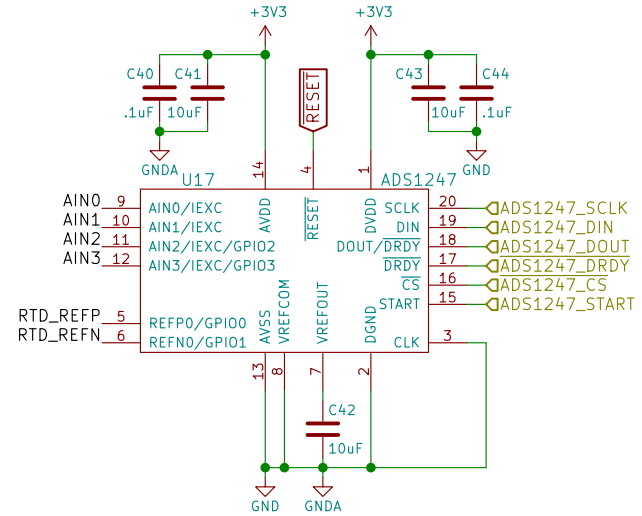 +3V3 +3V3
C40 C41 RESET C43 C44
.1uF 10uF 10uF .1uF
GNDA GND
14 4 1
U17 ADS1247
AIN0 9 AIN0/IEXC AVDD RESET DVDD SCLK 20 ADS1247_SCLK
AIN1 10 AIN1/IEXC DIN 19 ADS1247_DIN
AIN2 11 AIN2/IEXC/GPIO2 DOUT/DRDY 18 ADS1247_DOUT
AIN3 12 AIN3/IEXC/GPIO3 DRDY 17 ADS1247_DRDY
CS 16 ADS1247_CS
START 15 ADS1247_START
RTD_REFP 5 REFP0/GPIO0 AVSS VREFCOM VREFOUT DGND
RTD_REFN 6 REFN0/GPIO1 CLK 3
13 8 7 2
C42
10uF
GND GNDA